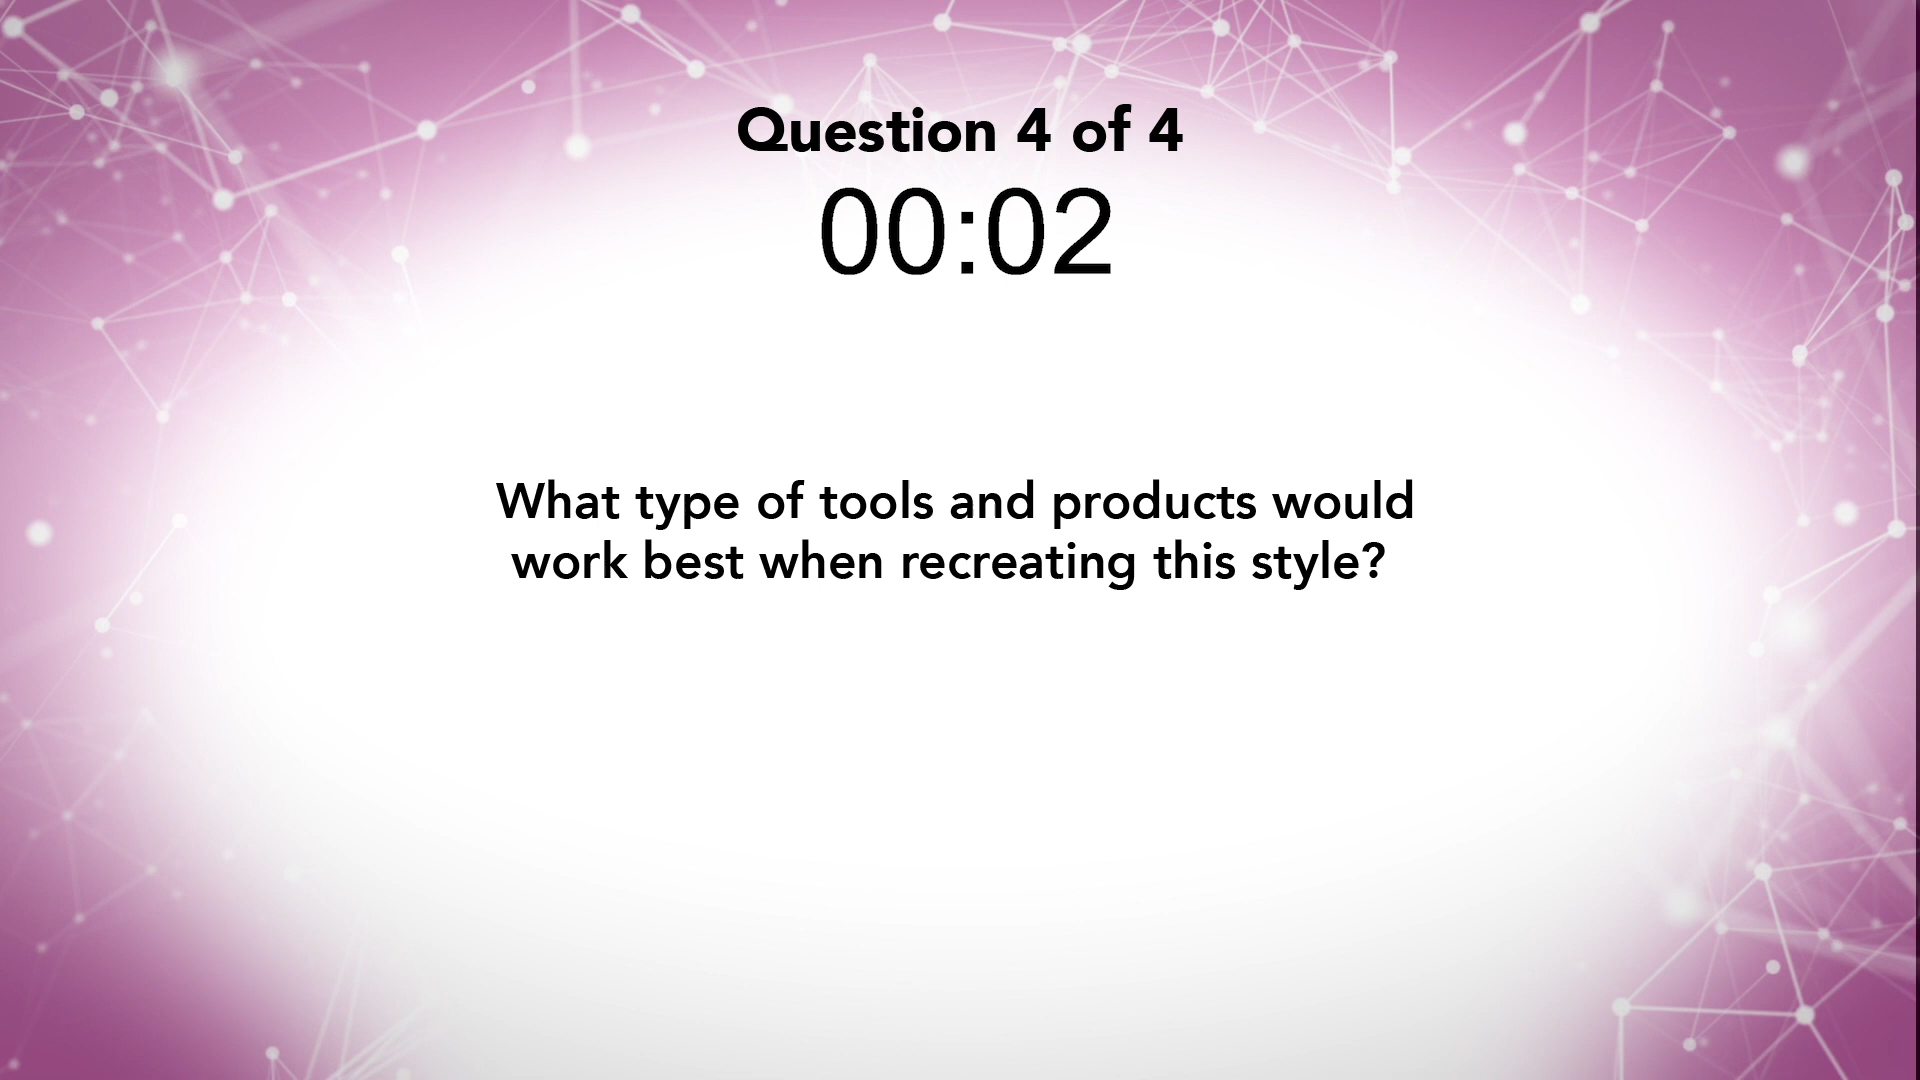 Question 4 of 4
00:02
What type of tools and products would
work best when recreating this style?